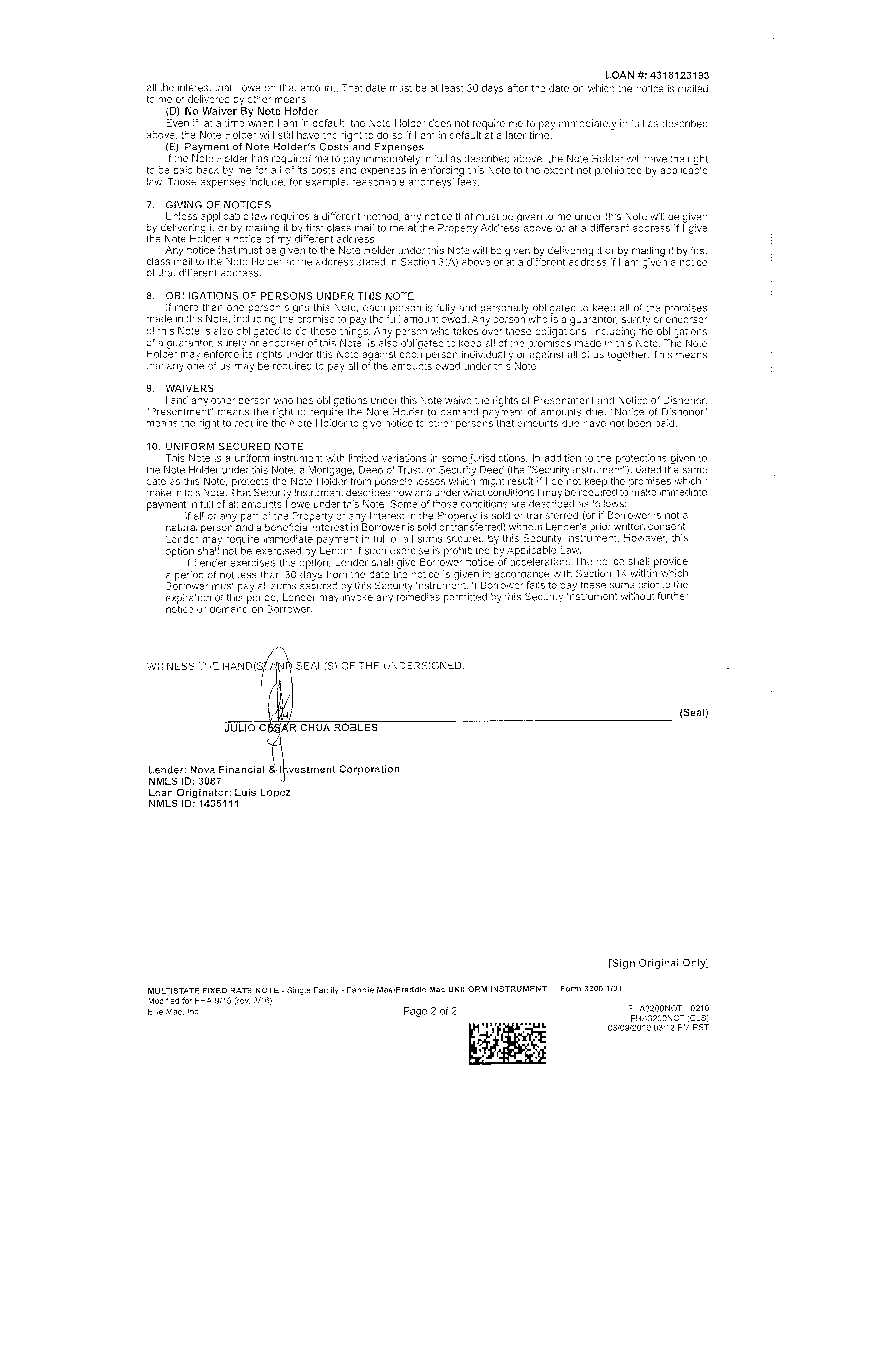 LOAN #: 4318123193
all the interest that I owe on that amount. That date must be at least 30 days after the date on which the notice is mailed
to me or delivered by other means.
(D) No Waiver By Note Holder
Even if, at a time when I am in default, the Note Holder does not require me to pay immediately in full as described
above, the Note Holder will still have the right to do so if I am in default at a later time.
(E) Payment of Note Holder's Costs and Expenses
If the Note Holder has required me to pay immediately in full as described above, the Note Holder will have the right
to be paid back by me for all of its costs and expenses in enforcing this Note to the extent not prohibited by applicable
law. Those expenses include, for example, reasonable attorneys' fees.
7. GIVING OF NOTICES
Unless applicable law requires a different method, any notice that must be given to me under this Note will be given
by delivering it or by mailing it by first class mail to me at the Property Address above or at a different address if I give
the Note Holder a notice of my different address.
Any notice that must be given to the Note Holder under this Note will be given by delivering it or by mailing it by first
class mail to the Note Holder at the address stated in Section 3(A) above or at a different address if I am given a notice
of that different address.
8. OBLIGATIONS OF PERSONS UNDER THIS NOTE
If more than one person signs this Note, each person is fully and personally obligated to keep all of the promises
made in this Note, including the promise to pay the full amount owed. Any person who is a guarantor, surety or endorser
of this Note is also obligated to do these things. Any person who takes over these obligations, including the obligations
of a guarantor, surety or endorser of this Note, is also obligated to keep all of the promises made in this Note. The Note
Holder may enforce its rights under this Note against each person individually or against all of us together. This means
that any one of us may be required to pay all of the amounts owed under this Note.
9. WAIVERS
I and any other person who has obligations under this Note waive the rights of Presentment and Notice of Dishonor.
"Presentment" means the right to require the Note Holder to demand payment of amounts due. "Notice of Dishonor"
means the right to require the Note Holder to give notice to other persons that amounts due have not been paid.
10. UNIFORM SECURED NOTE
This Note is a uniform instrument with limited variations in some jurisdictions. In addition to the protections given to
the Note Holder under this Note, a Mortgage, Deed of Trust, or Security Deed (the "Security Instrument"), dated the same
date as this Note, protects the Note Holder from possible losses which might result if I do not keep the promises which I
make in this Note. That Security Instrument describes how and under what conditions I may be required to make immediate
payment in full of all amounts I owe under this Note. Some of those conditions are described as follows:
If all or any part of the Property or any Interest in the Property is sold or transferred (or if Borrower is not a
natural person and a beneficial interest in Borrower is sold or transferred) without Lender's prior written consent,
Lender may require immediate payment in full of all sums secured by this Security Instrument. However, this
option shall not be exercised by Lender if such exercise is prohibited by Applicable Law.
If Lender exercises this option, Lender shall give Borrower notice of acceleration. The notice shall provide
a period of not less than 30 days from the date the notice is given in accordance with Section 14 within which
Borrower must pay all sums secured by this Security Instrument. If Borrower fails to pay these sums prior to the
expiration of this period, Lender may invoke any remedies permitted by this Security Instrument without further
notice or demand on Borrower.
WITNESS THE HAND(S) AND SEAL(S) OF THE UNDERSIGNED.
(Seal)
JULIO CESAR CHUA ROBLES
Lender: Nova Financial & Investment Corporation
NMLS ID: 3087
Loan Originator: Luis Lopez
NMLS ID: 1435111
[Sign Original Only]
MULTISTATE FIXED RATE NOTE - Single Family - Fannie Mae/Freddie Mac UNIFORM INSTRUMENT Form 3200 1/01
Modified for FHA 9/15 (rev. 2/16)
Ellie Mae, Inc.
Page 2 of 2
FHA3200NOT 0216
FHA3200NOT (CLS)
03:12 PM PST